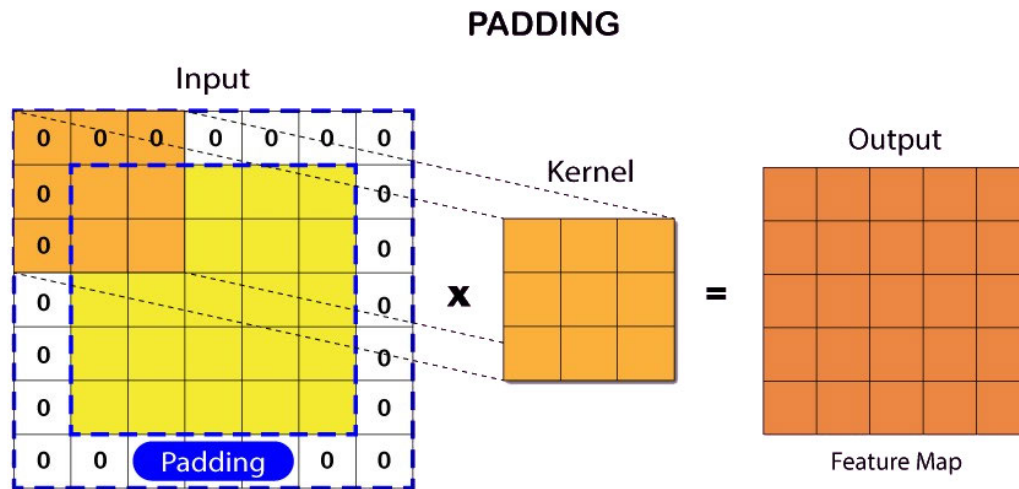 PADDING
Input
0 0 0 0 0 0 0
0 0
0 0
0 0
0 0
0 0
0 0 Padding 0 0
Kernel
x
=
Output
Feature Map